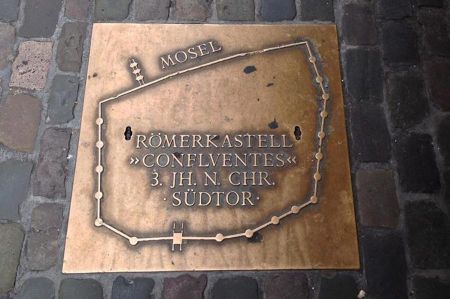 MOSEL
RÖMERKASTELL
»CONFLVENTES«
3. JH. N. CHR.
· SÜDTOR ·